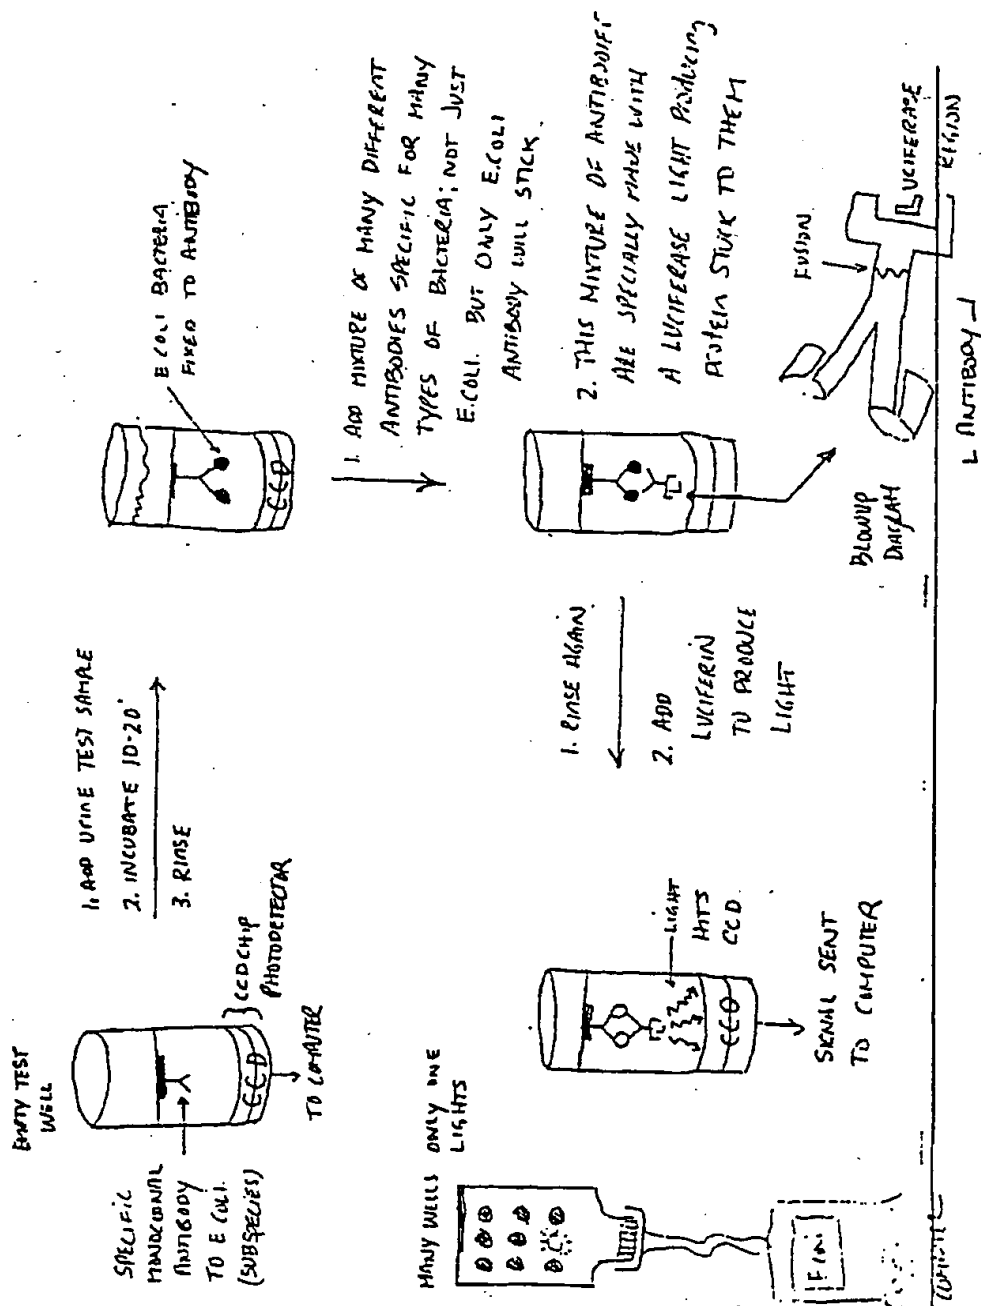 EMPTY TEST
WELL
SPECIFIC
MONOCLONAL
ANTIBODY
TO E COLI.
(SUBSPECIES)
CCD
} CCD CHIP
PHOTODETECTOR
TO COMPUTER
1. ADD URINE TEST SAMPLE
2. INCUBATE 10-20'
3. RINSE
E COLI BACTERIA
FIXED TO ANTIBODY
CCD
1. ADD MIXTURE OF MANY DIFFERENT
ANTIBODIES SPECIFIC FOR MANY
TYPES OF BACTERIA; NOT JUST
E.COLI. BUT ONLY E.COLI
ANTIBODY WILL STICK.
2. THIS MIXTURE OF ANTIBODIES
ARE SPECIALLY MADE WITH
A LUCIFERASE LIGHT PRODUCING
PROTEIN STUCK TO THEM
BLOWUP
DIAGRAM
FUSION
LUCIFERASE
REGION
ANTIBODY
1. RINSE AGAIN
2. ADD
LUCIFERIN
TO PRODUCE
LIGHT
LIGHT
HITS
CCD.
CCD
SIGNAL SENT
TO COMPUTER
MANY WELLS ONLY ONE
LIGHTS